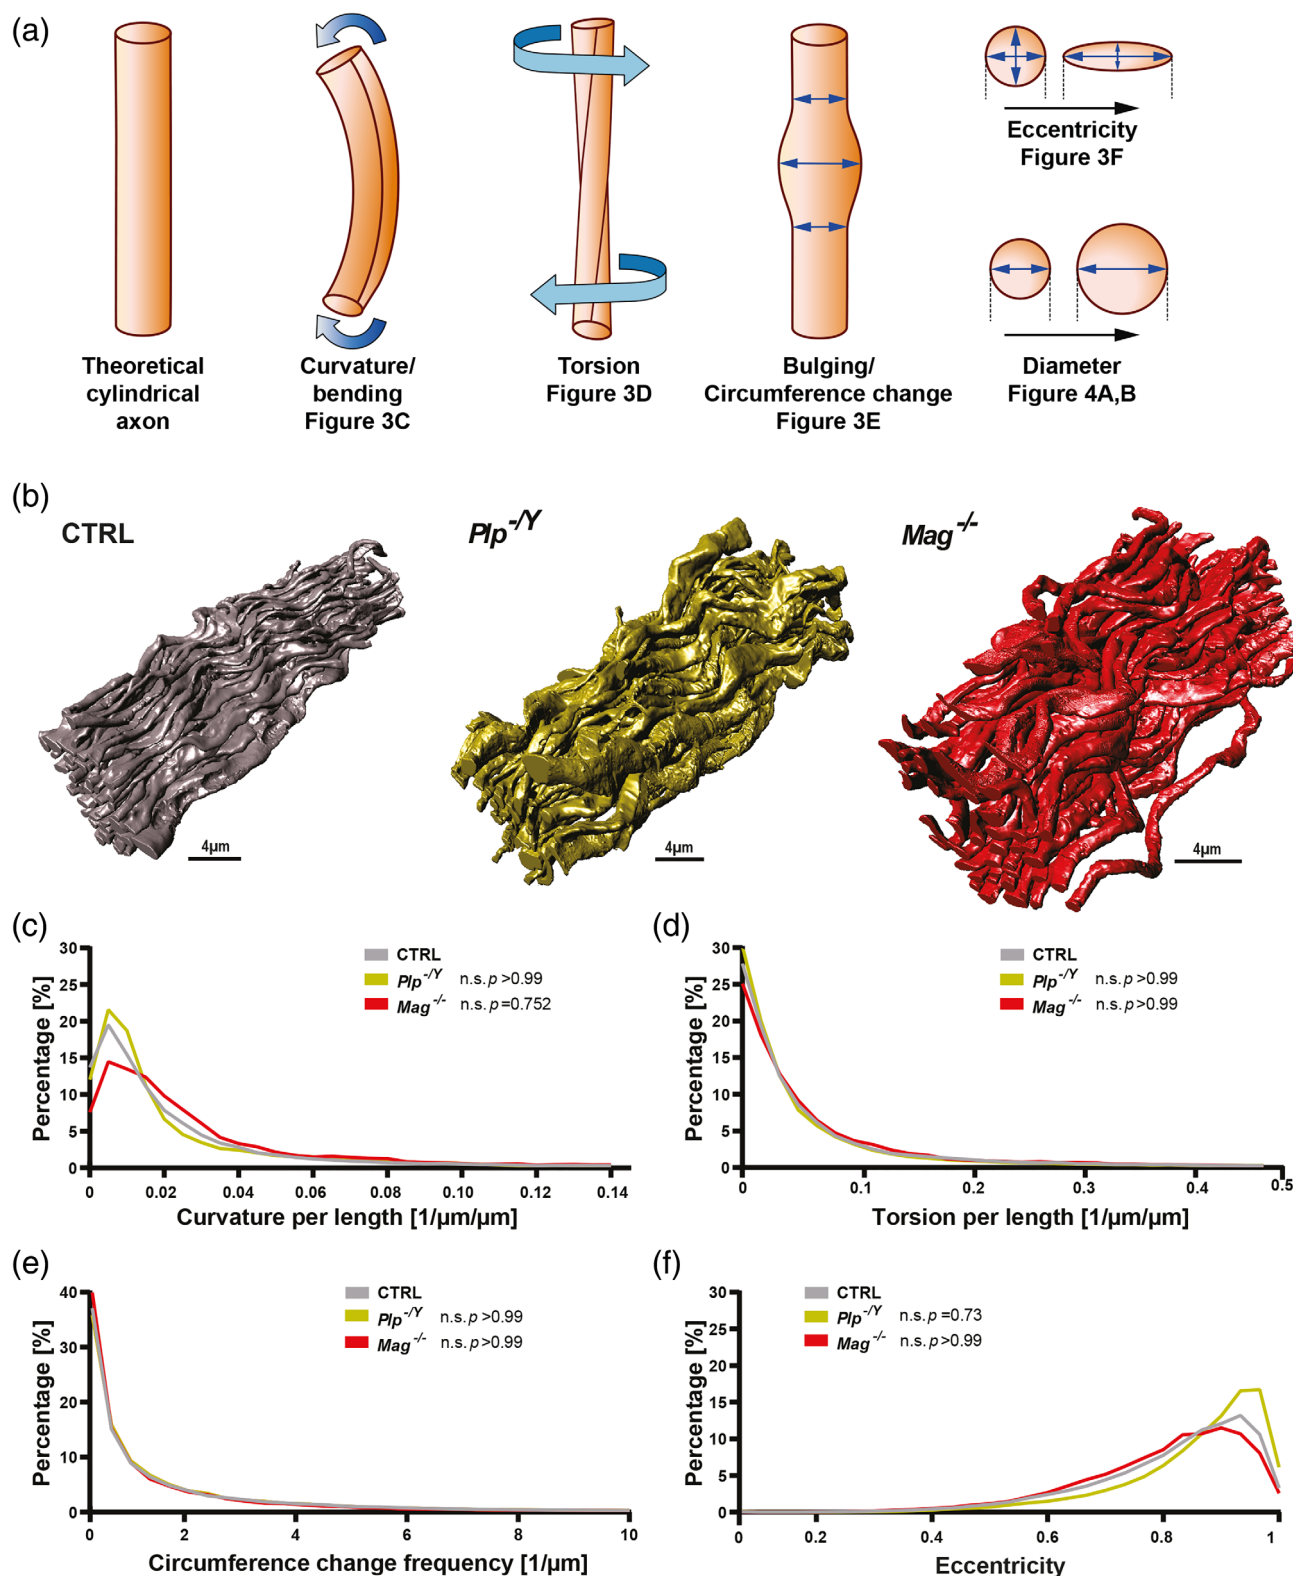 (a)
Theoretical
cylindrical
axon
Curvature/
bending
Figure 3C
Torsion
Figure 3D
Bulging/
Circumference change
Figure 3E
Eccentricity
Figure 3F
Diameter
Figure 4A,B
(b)
CTRL
Plp-/Y
Mag-/-
4µm
4µm
4µm
(c)
Percentage [%]
30
25
20
15
10
5
0
CTRL
Plp-/Y n.s. p >0.99
Mag-/- n.s. p =0.752
0 0.02 0.04 0.06 0.08 0.10 0.12 0.14
Curvature per length [1/µm/µm]
(d)
Percentage [%]
30
25
20
15
10
5
0
CTRL
Plp-/Y n.s. p >0.99
Mag-/- n.s. p >0.99
0 0.1 0.2 0.3 0.4 0.5
Torsion per length [1/µm/µm]
(e)
Percentage [%]
40
30
20
10
0
CTRL
Plp-/Y n.s. p >0.99
Mag-/- n.s. p >0.99
0 2 4 6 8 10
Circumference change frequency [1/µm]
(f)
Percentage [%]
30
25
20
15
10
5
0
CTRL
Plp-/Y n.s. p =0.73
Mag-/- n.s. p >0.99
0 0.2 0.4 0.6 0.8 1
Eccentricity